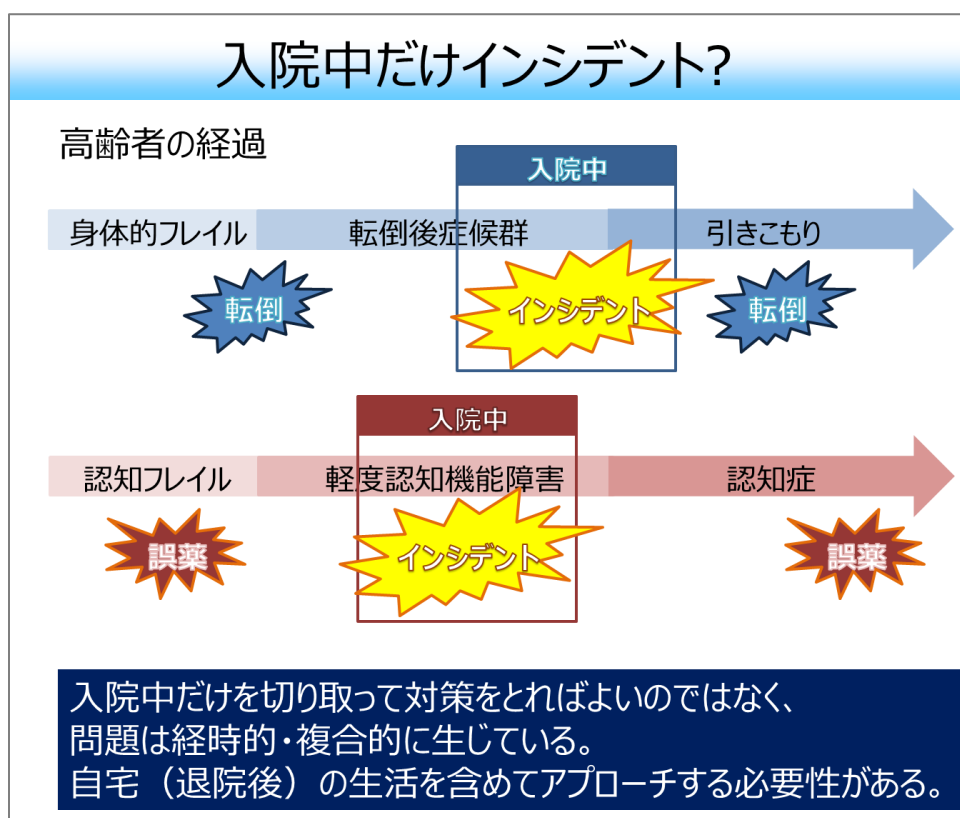 入院中だけインシデント?
高齢者の経過
入院中
身体的フレイル
転倒後症候群
引きこもり
転倒
インシデント
転倒
入院中
認知フレイル
軽度認知機能障害
認知症
誤薬
インシデント
誤薬
入院中だけを切り取って対策をとればよいのではなく、
問題は経時的・複合的に生じている。
自宅（退院後）の生活を含めてアプローチする必要性がある。